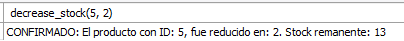 decrease_stock(5, 2)
CONFIRMADO: El producto con ID: 5, fue reducido en: 2. Stock remanente: 13